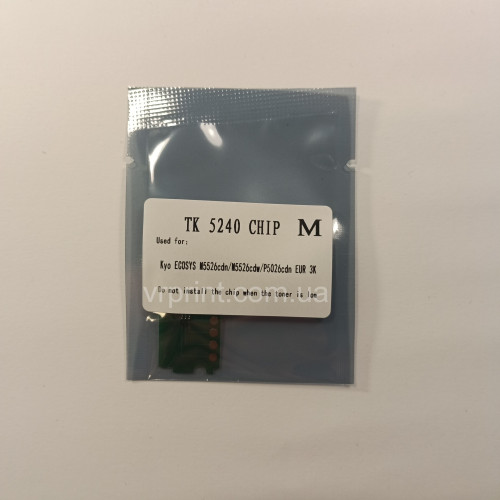 TK 5240 CHIP M
Used for:
Kyo ECOSYS M5526cdn/M5526cdw/P5026cdn EUR 3K
Do not install the chip when the toner is low
vrprint.com.ua